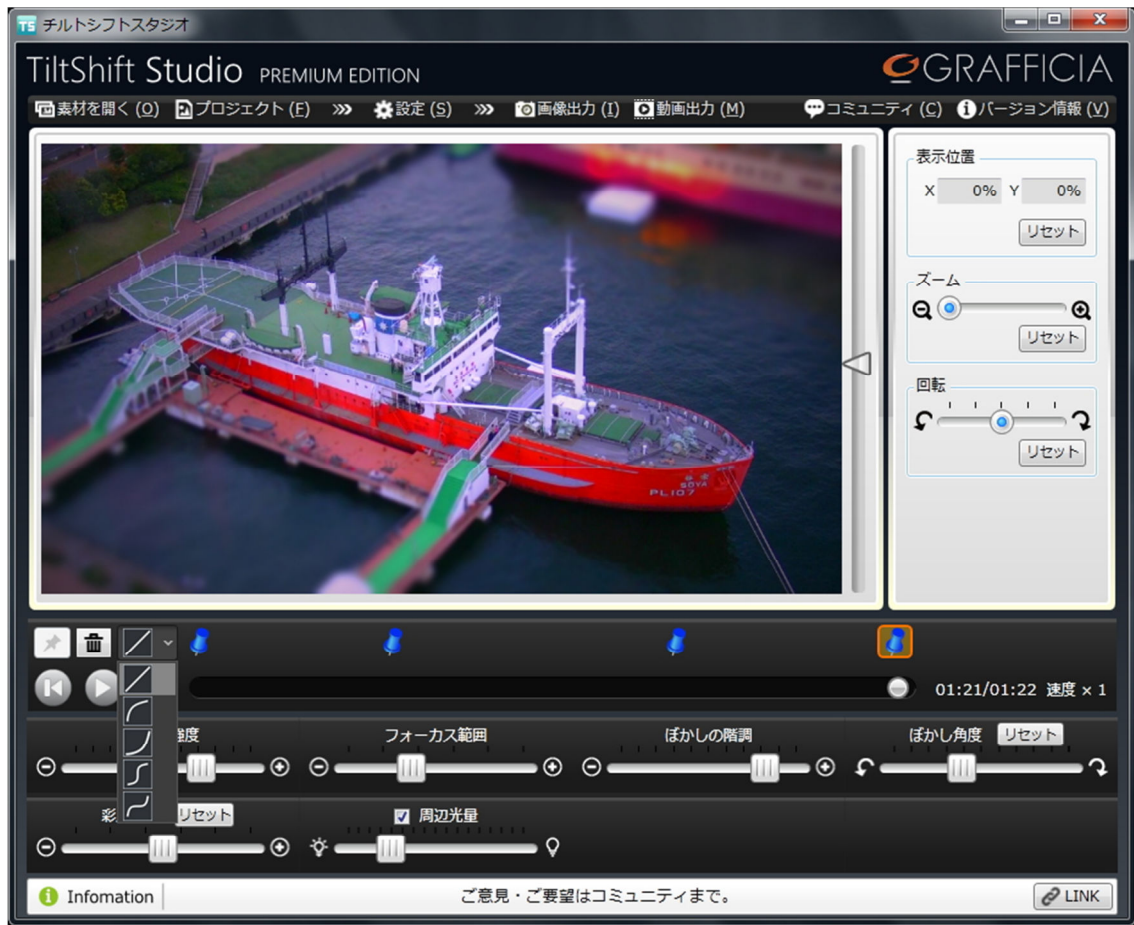 TS チルトシフトスタジオ
TiltShift Studio PREMIUM EDITION
GRAFFICIA
素材を開く (O) プロジェクト (F) 設定 (S) 画像出力 (I) 動画出力 (M) コミュニティ (C) バージョン情報 (V)
表示位置
X 0% Y 0%
リセット
ズーム
リセット
回転
リセット
SOYA
PL107
01:21/01:22 速度 × 1
度 フォーカス範囲 ぼかしの階調 ぼかし角度 リセット
彩 リセット 周辺光量
Infomation ご意見・ご要望はコミュニティまで。 LINK